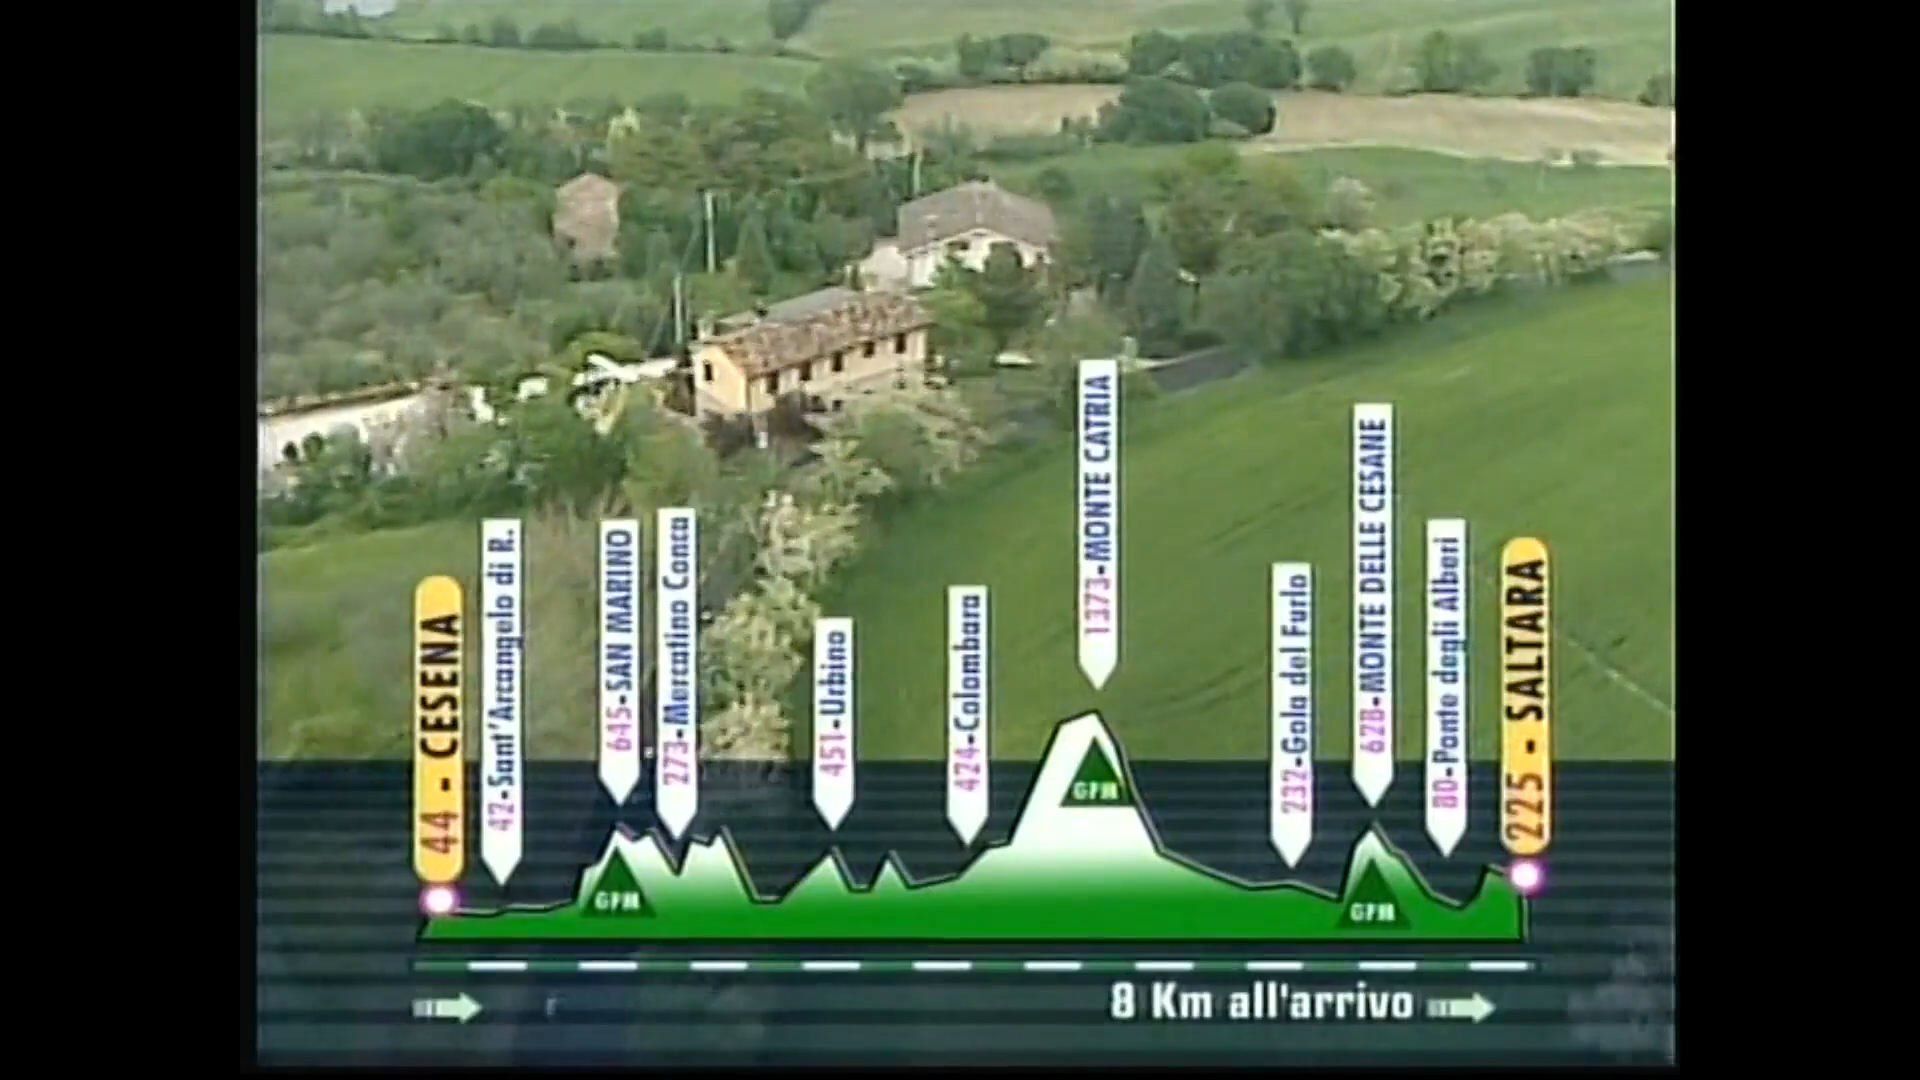 44 - CESENA
42-Sant'Arcangelo di R.
645-SAN MARINO
273-Mercatino Conca
451-Urbino
424-Colombara
1373-MONTE CATRIA
232-Gola del Furlo
628-MONTE DELLE CESANE
80-Ponte degli Alberi
225 - SALTARA
GPM
GPM
GPM
8 Km all'arrivo